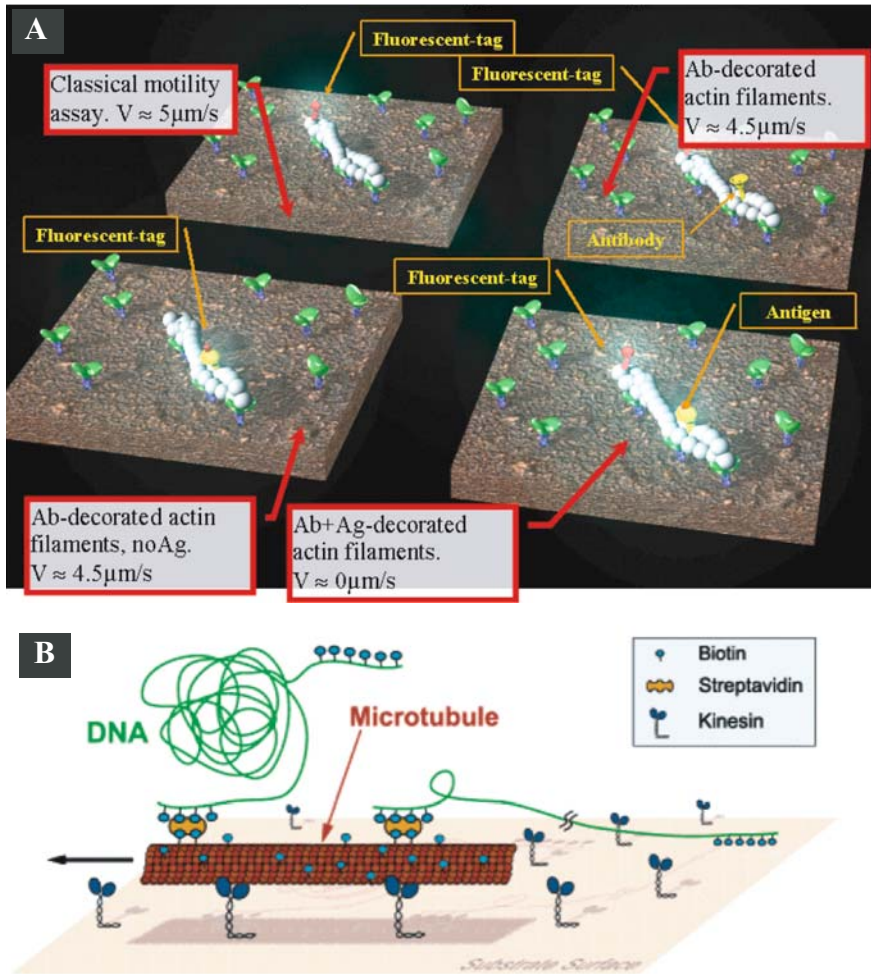 A
Fluorescent-tag
Fluorescent-tag
Classical motility
assay. V ≈ 5µm/s
Ab-decorated
actin filaments.
V ≈ 4.5µm/s
Fluorescent-tag
Antibody
Fluorescent-tag
Antigen
Ab-decorated actin
filaments, noAg.
V ≈ 4.5µm/s
Ab+Ag-decorated
actin filaments.
V ≈ 0µm/s
B
Biotin
Streptavidin
Kinesin
DNA
Microtubule
Substrate Surface